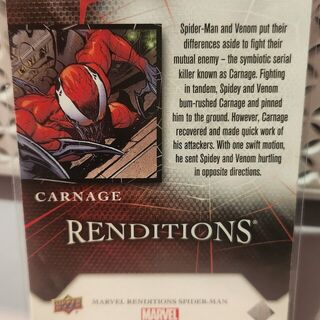 Spider-Man and Venom put their
differences aside to fight their
mutual enemy – the symbiotic serial
killer known as Carnage. Fighting
in tandem, Spidey and Venom
bum-rushed Carnage and pinned
him to the ground. However, Carnage
recovered and made quick work of
his attackers. With one swift motion,
he sent Spidey and Venom hurtling
in opposite directions.
CARNAGE
RENDITIONS®
UPPER DECK
MARVEL RENDITIONS SPIDER-MAN
MARVEL